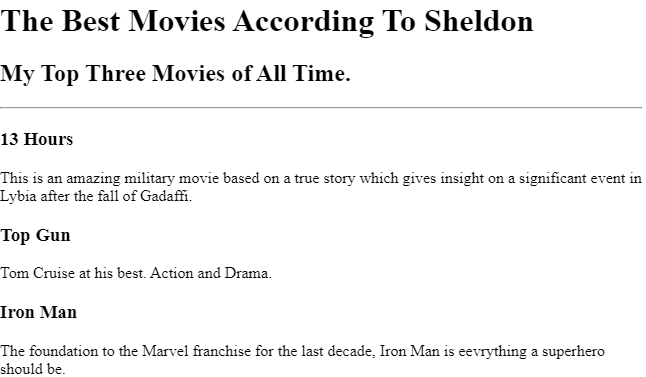 The Best Movies According To Sheldon
My Top Three Movies of All Time.
13 Hours
This is an amazing military movie based on a true story which gives insight on a significant event in
Lybia after the fall of Gadaffi.
Top Gun
Tom Cruise at his best. Action and Drama.
Iron Man
The foundation to the Marvel franchise for the last decade, Iron Man is eevrything a superhero
should be.